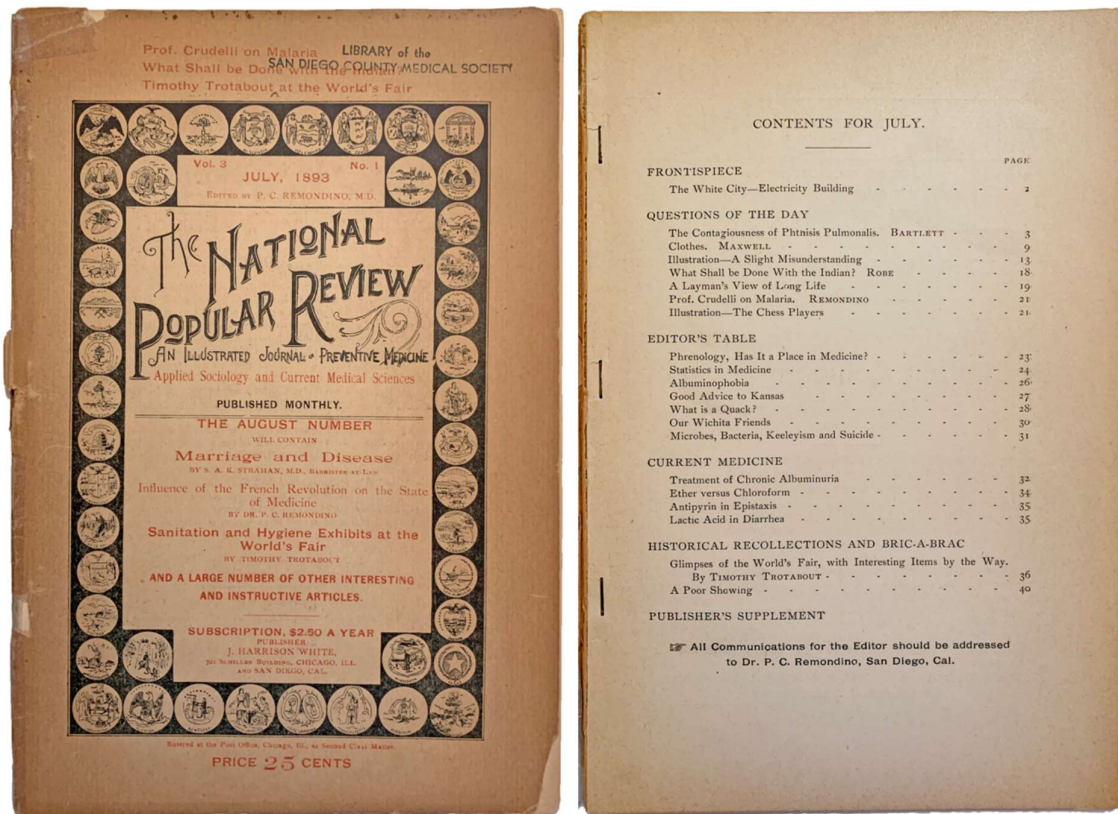 Prof. Crudelli on Malaria
LIBRARY of the
What Shall be Done with the Indian?
SAN DIEGO COUNTY MEDICAL SOCIETY
Timothy Trotabout at the World's Fair
Vol. 3
No. 1
JULY, 1893
EDITED BY P. C. REMONDINO, M.D.
The NATIONAL
POPULAR REVIEW
AN ILLUSTRATED JOURNAL of PREVENTIVE MEDICINE
Applied Sociology and Current Medical Sciences
PUBLISHED MONTHLY.
THE AUGUST NUMBER
WILL CONTAIN
Marriage and Disease
BY S. A. K. STRAHAN, M.D., BARRISTER-AT-LAW
Influence of the French Revolution on the State
of Medicine
BY DR. P. C. REMONDINO
Sanitation and Hygiene Exhibits at the
World's Fair
BY TIMOTHY TROTABOUT
AND A LARGE NUMBER OF OTHER INTERESTING
AND INSTRUCTIVE ARTICLES.
SUBSCRIPTION, $2.50 A YEAR
PUBLISHER
J. HARRISON WHITE,
SCHILLER BUILDING, CHICAGO, ILL.
AND SAN DIEGO, CAL.
Entered at the Post Office, Chicago, Ill., as Second Class Matter.
PRICE 25 CENTS
CONTENTS FOR JULY.
PAGE
FRONTISPIECE
The White City—Electricity Building - - - - - - 2
QUESTIONS OF THE DAY
The Contagiousness of Phthisis Pulmonalis. BARTLETT - - - 3
Clothes. MAXWELL - - - - - - - - - 9
Illustration—A Slight Misunderstanding - - - - - - 13
What Shall be Done With the Indian? ROBE - - - - 18
A Layman's View of Long Life - - - - - - - 19
Prof. Crudelli on Malaria. REMONDINO - - - - - 21
Illustration—The Chess Players - - - - - - - 21
EDITOR'S TABLE
Phrenology, Has It a Place in Medicine? - - - - - - 23
Statistics in Medicine - - - - - - - - - 24
Albuminophobia - - - - - - - - - 26
Good Advice to Kansas - - - - - - - - 27
What is a Quack? - - - - - - - - - 28
Our Wichita Friends - - - - - - - - 30
Microbes, Bacteria, Keeleyism and Suicide - - - - - - 31
CURRENT MEDICINE
Treatment of Chronic Albuminuria - - - - - - 32
Ether versus Chloroform - - - - - - - - 34
Antipyrin in Epistaxis - - - - - - - - - 35
Lactic Acid in Diarrhea - - - - - - - - 35
HISTORICAL RECOLLECTIONS AND BRIC-A-BRAC
Glimpses of the World's Fair, with Interesting Items by the Way.
By TIMOTHY TROTABOUT - - - - - - - 36
A Poor Showing - - - - - - - - - 40
PUBLISHER'S SUPPLEMENT
☞ All Communications for the Editor should be addressed
to Dr. P. C. Remondino, San Diego, Cal.